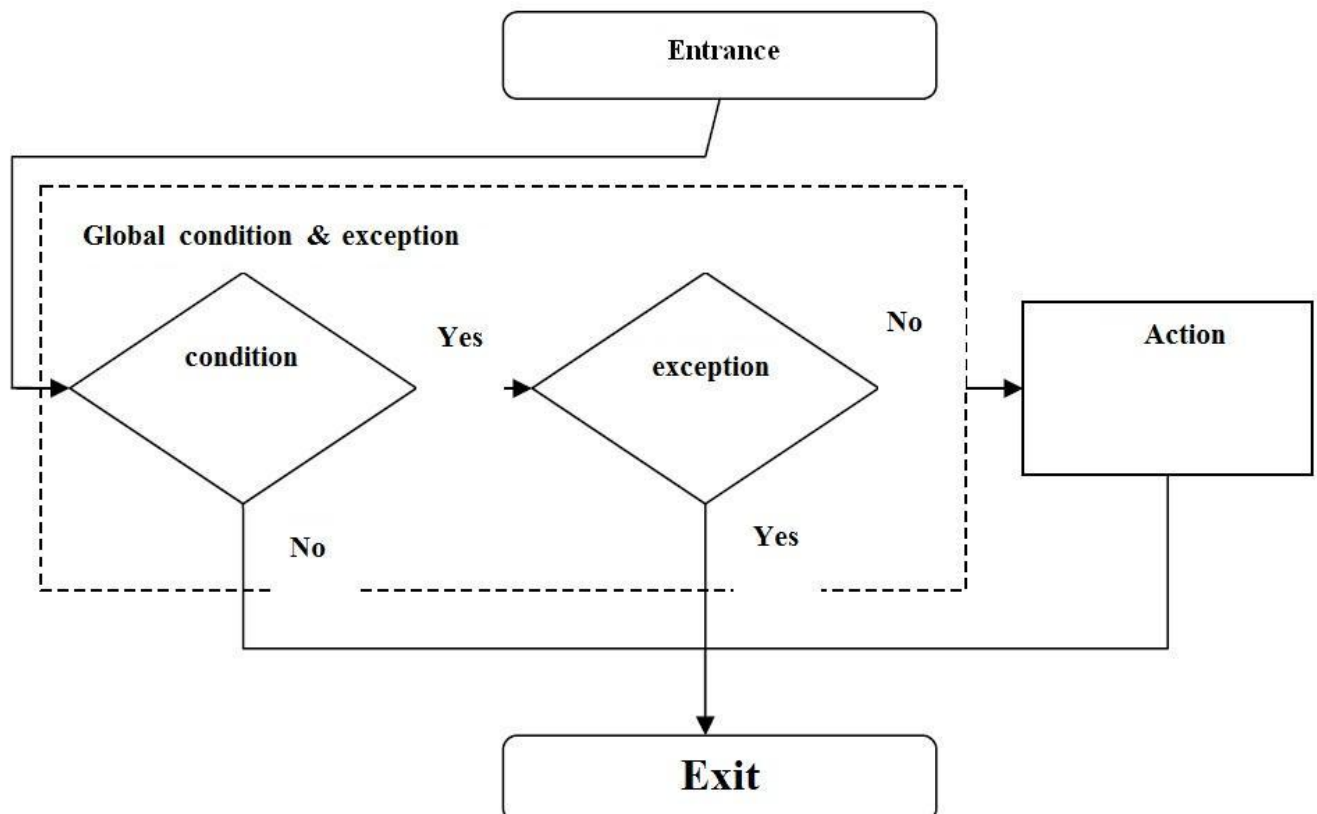 Entrance
Global condition & exception
condition
Yes
exception
No
Action
No
Yes
Exit